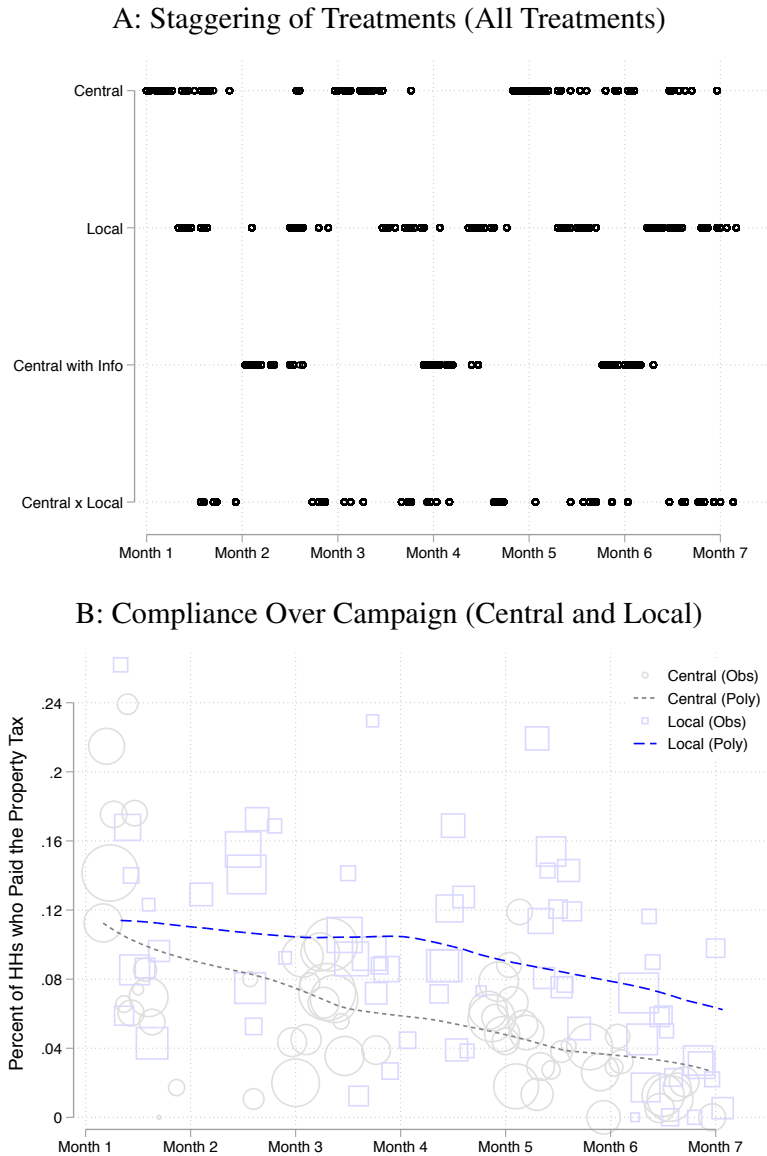 A: Staggering of Treatments (All Treatments)
Central
Local
Central with Info
Central x Local
Month 1 Month 2 Month 3 Month 4 Month 5 Month 6 Month 7
B: Compliance Over Campaign (Central and Local)
Percent of HHs who Paid the Property Tax
.24
.2
.16
.12
.08
.04
0
Central (Obs)
Central (Poly)
Local (Obs)
Local (Poly)
Month 1 Month 2 Month 3 Month 4 Month 5 Month 6 Month 7